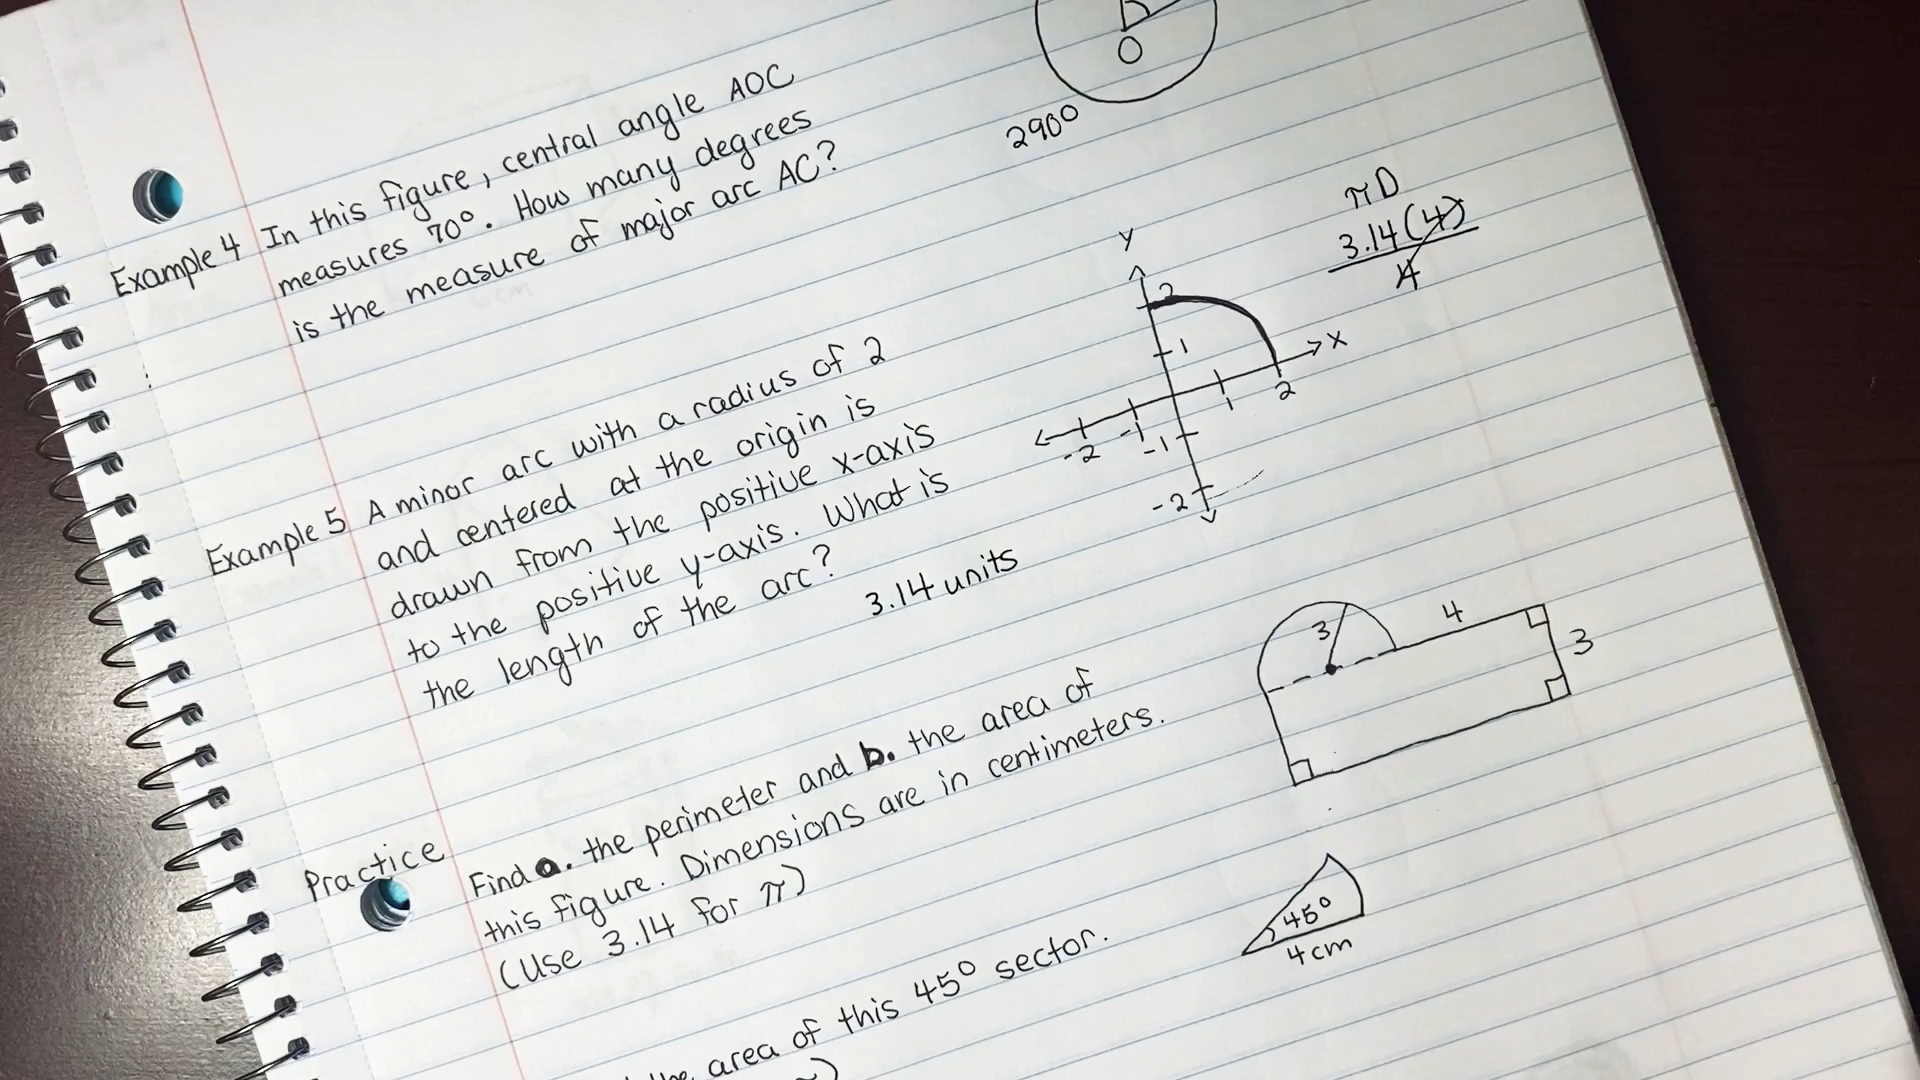 O
290°
Example 4 In this figure, central angle AOC
measures 70°. How many degrees
is the measure of major arc AC?
πD
3.14(4)
4
Example 5 A minor arc with a radius of 2
and centered at the origin is
drawn from the positive x-axis
to the positive y-axis. What is
the length of the arc?
3.14 units
y
2
1
x
-2 -1 1 2
-1
-2
Practice Find a. the perimeter and b. the area of
this figure. Dimensions are in centimeters.
(Use 3.14 for π)
3
4
3
the area of this 45° sector.
45°
4cm